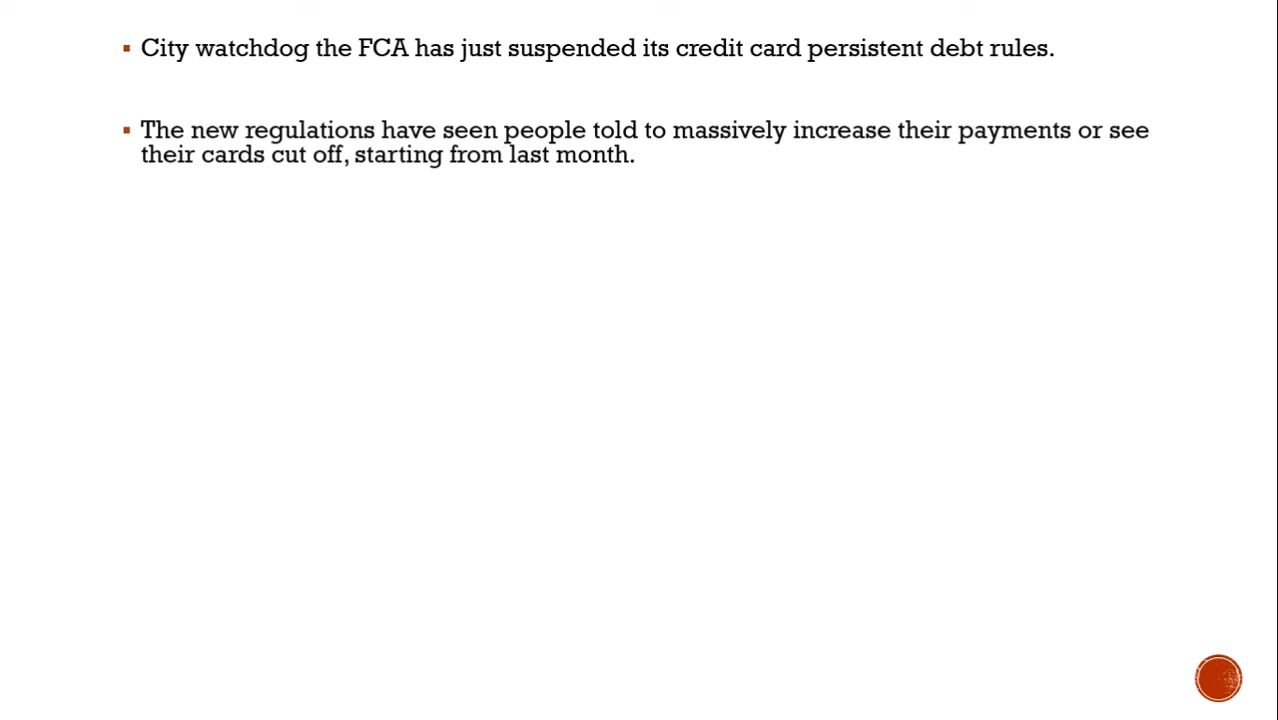 ▪ City watchdog the FCA has just suspended its credit card persistent debt rules.
▪ The new regulations have seen people told to massively increase their payments or see
their cards cut off, starting from last month.